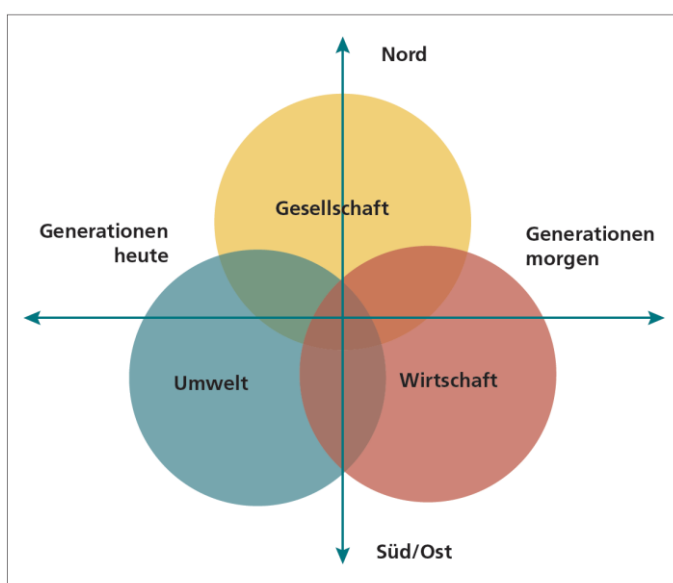 Nord
Gesellschaft
Generationen
heute
Generationen
morgen
Umwelt
Wirtschaft
Süd/Ost